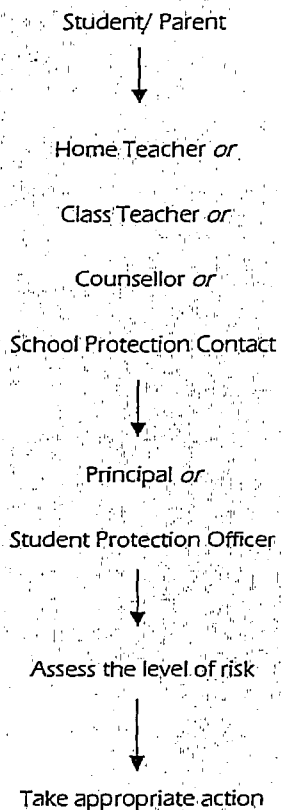 Student/ Parent
Home Teacher or
Class Teacher or
Counsellor or
School Protection Contact
Principal or
Student Protection Officer
Assess the level of risk
Take appropriate action